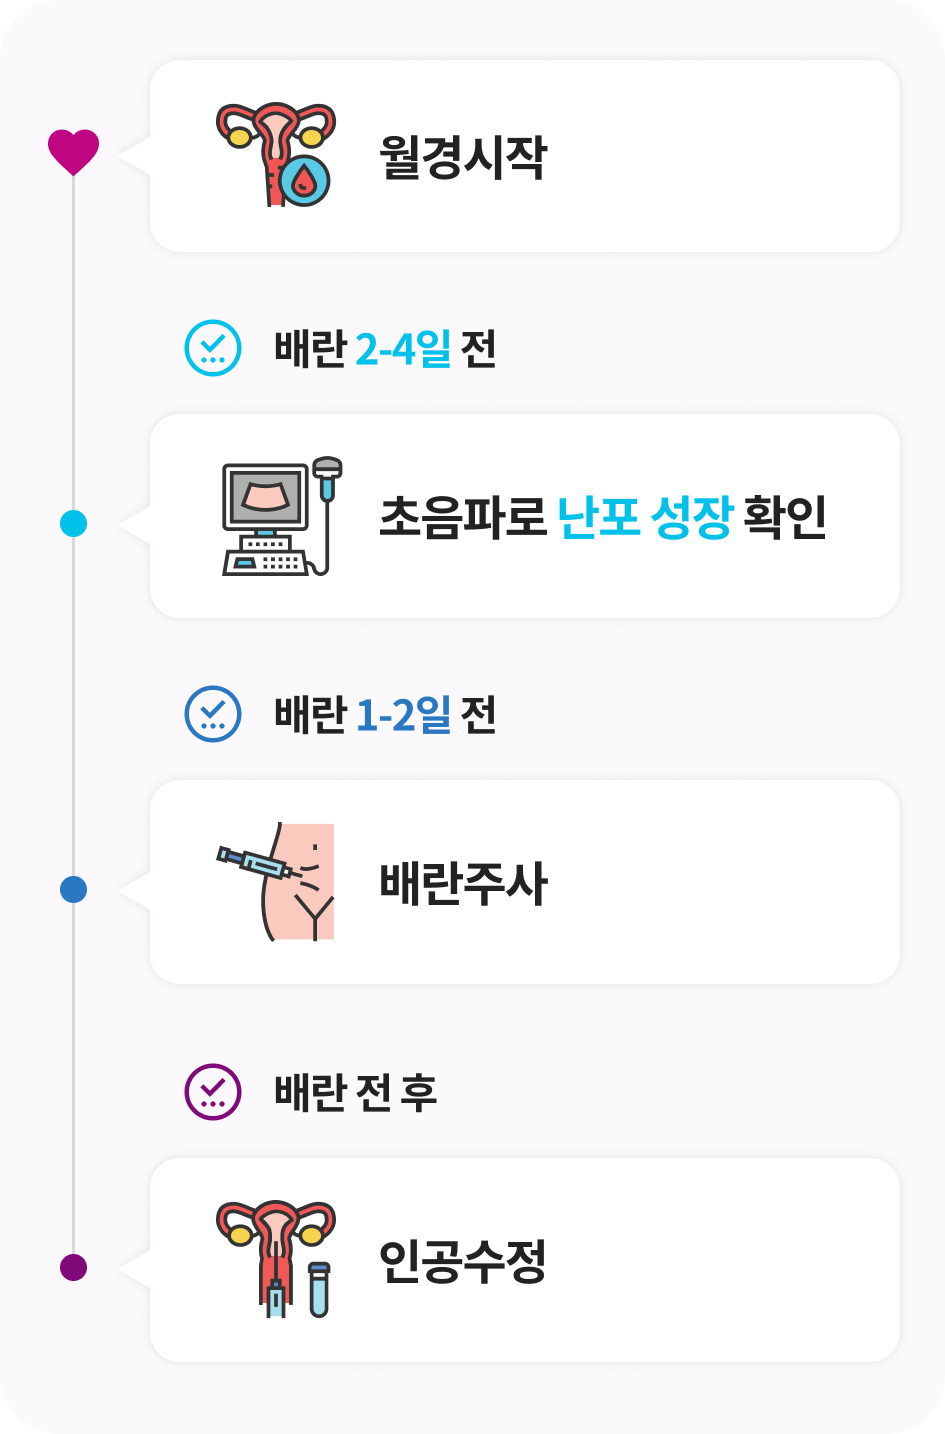 월경시작
배란 2-4일 전
초음파로 난포 성장 확인
배란 1-2일 전
배란주사
배란 전 후
인공수정